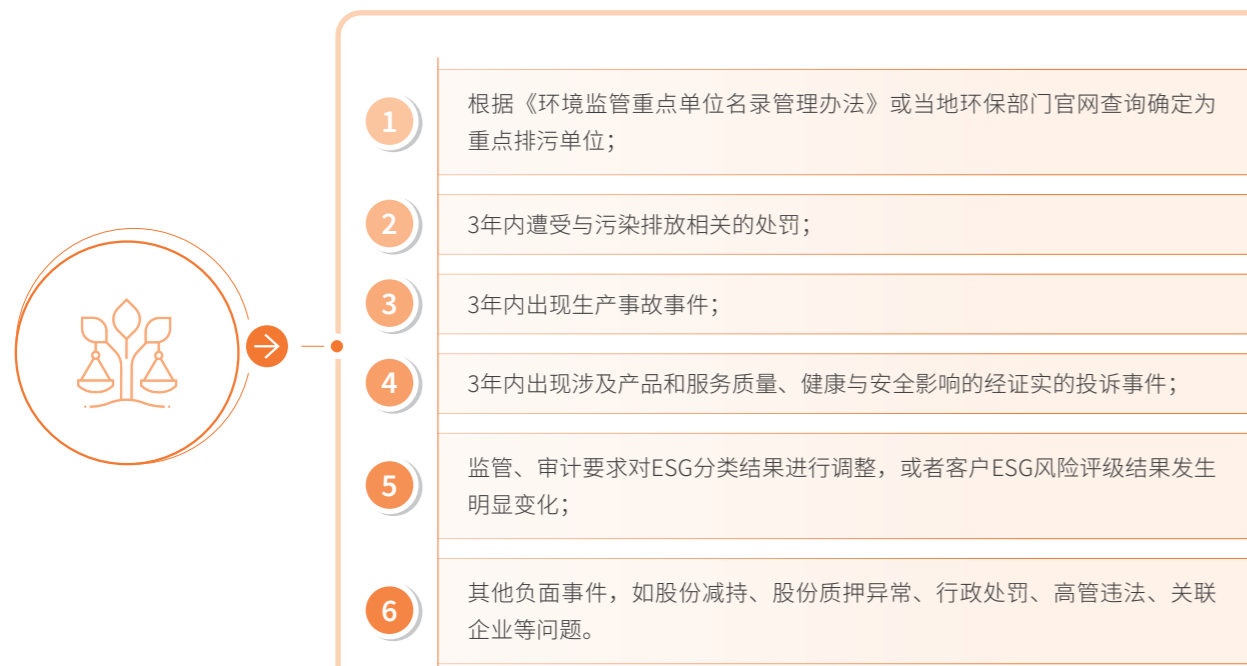 1
根据《环境监管重点单位名录管理办法》或当地环保部门官网查询确定为
重点排污单位；
2
3年内遭受与污染排放相关的处罚；
3
3年内出现生产事故事件；
4
3年内出现涉及产品和服务质量、健康与安全影响的经证实的投诉事件；
5
监管、审计要求对ESG分类结果进行调整，或者客户ESG风险评级结果发生
明显变化；
6
其他负面事件，如股份减持、股份质押异常、行政处罚、高管违法、关联
企业等问题。